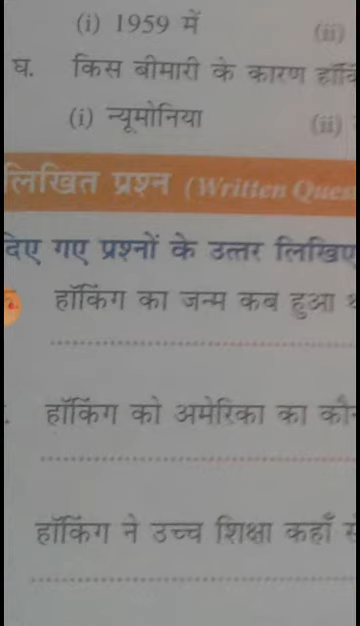 (i) 1959 में (ii)
घ. किस बीमारी के कारण
(i) न्यूमोनिया (ii)
लिखित प्रश्न (Written
दिए गए प्रश्नों के उत्तर लिखिए
हॉकिंग का जन्म कब हुआ
हॉकिंग को अमेरिका का
हॉकिंग ने उच्च शिक्षा कहाँ